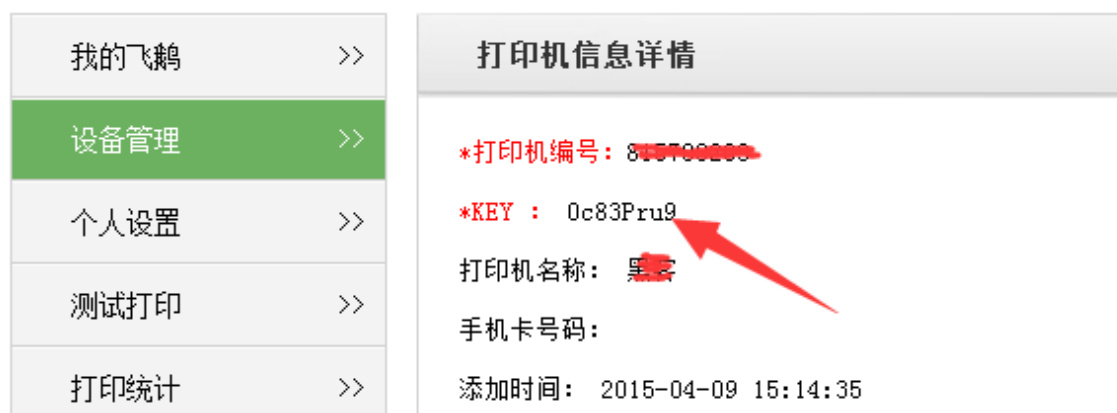 我的飞鹅 >>
设备管理 >>
个人设置 >>
测试打印 >>
打印统计 >>
打印机信息详情
*打印机编号：8
*KEY ： 0c83Pru9
打印机名称：
手机卡号码：
添加时间： 2015-04-09 15:14:35